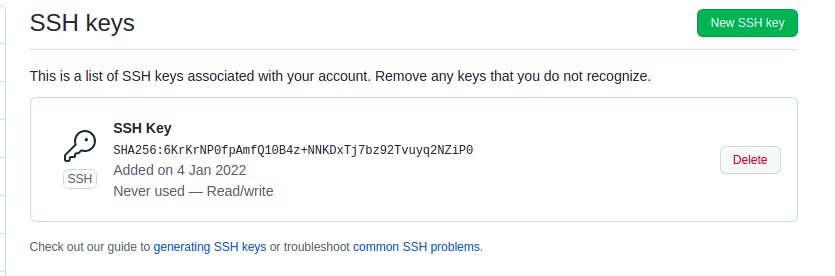 SSH keys
New SSH key
This is a list of SSH keys associated with your account. Remove any keys that you do not recognize.
SSH Key
SHA256:6KrKrNP0fpAmfQ10B4z+NNKDxTj7bz92Tvuyq2NZiP0
Added on 4 Jan 2022
Never used — Read/write
SSH
Delete
Check out our guide to generating SSH keys or troubleshoot common SSH problems.